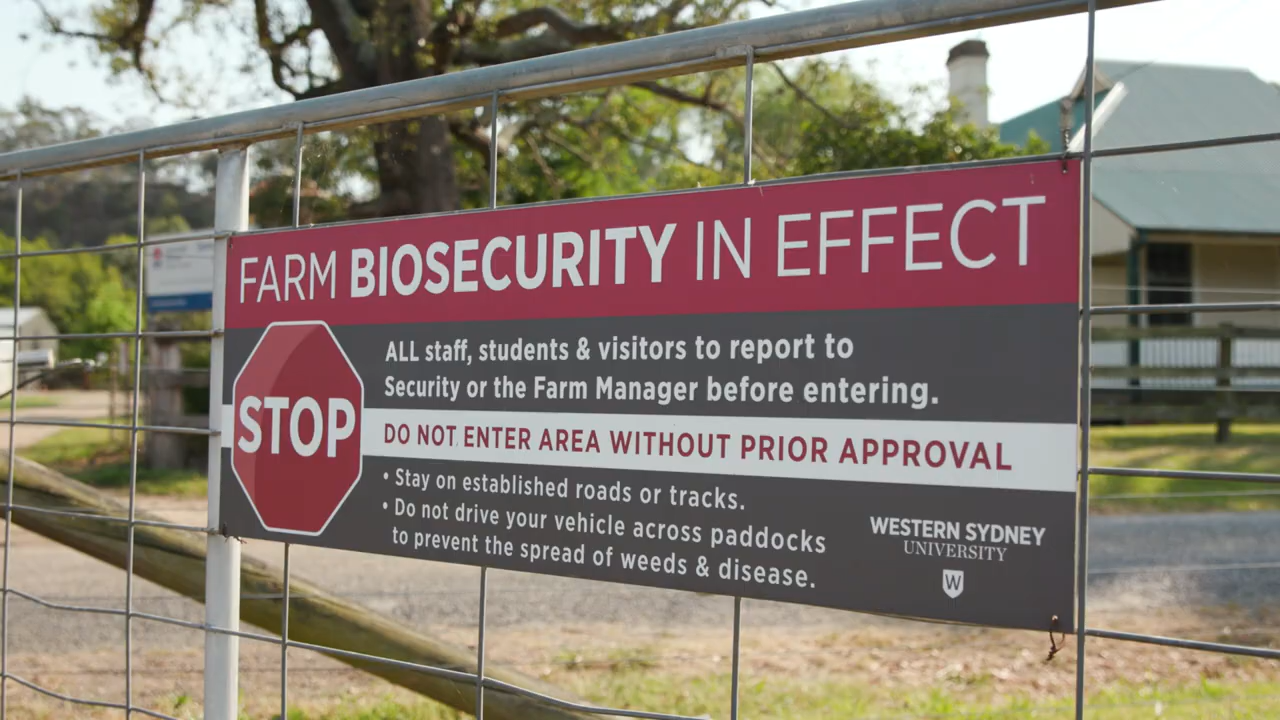 FARM BIOSECURITY IN EFFECT
STOP
ALL staff, students & visitors to report to
Security or the Farm Manager before entering.
DO NOT ENTER AREA WITHOUT PRIOR APPROVAL
• Stay on established roads or tracks.
• Do not drive your vehicle across paddocks
to prevent the spread of weeds & disease.
WESTERN SYDNEY
UNIVERSITY
W